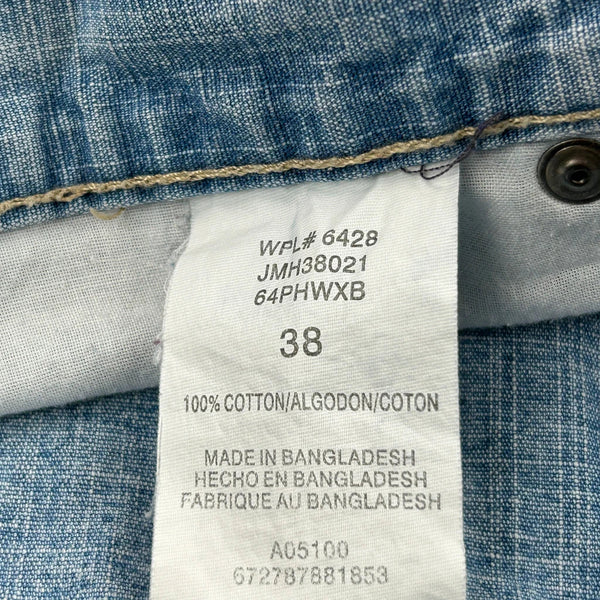 WPL# 6428
JMH38021
64PHWXB
38
100% COTTON/ALGODON/COTON
MADE IN BANGLADESH
HECHO EN BANGLADESH
FABRIQUE AU BANGLADESH
A05100
672787881853